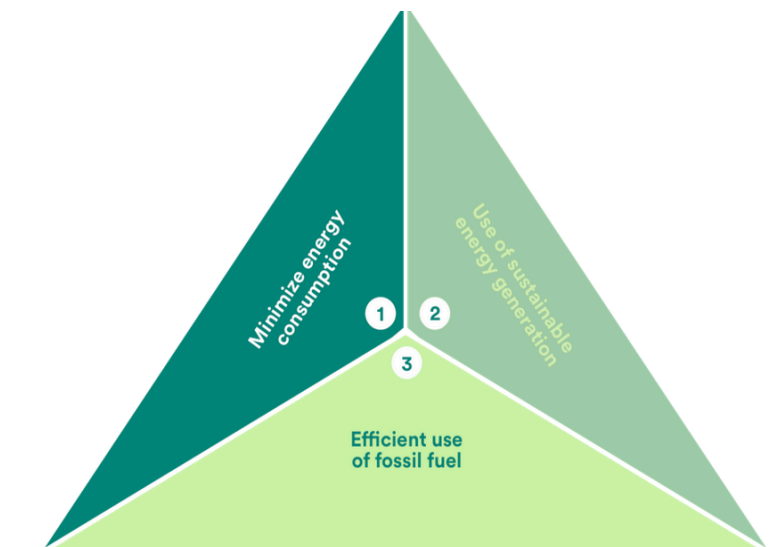 1
Minimize energy
consumption
2
Use of sustainable
energy generation
3
Efficient use
of fossil fuel